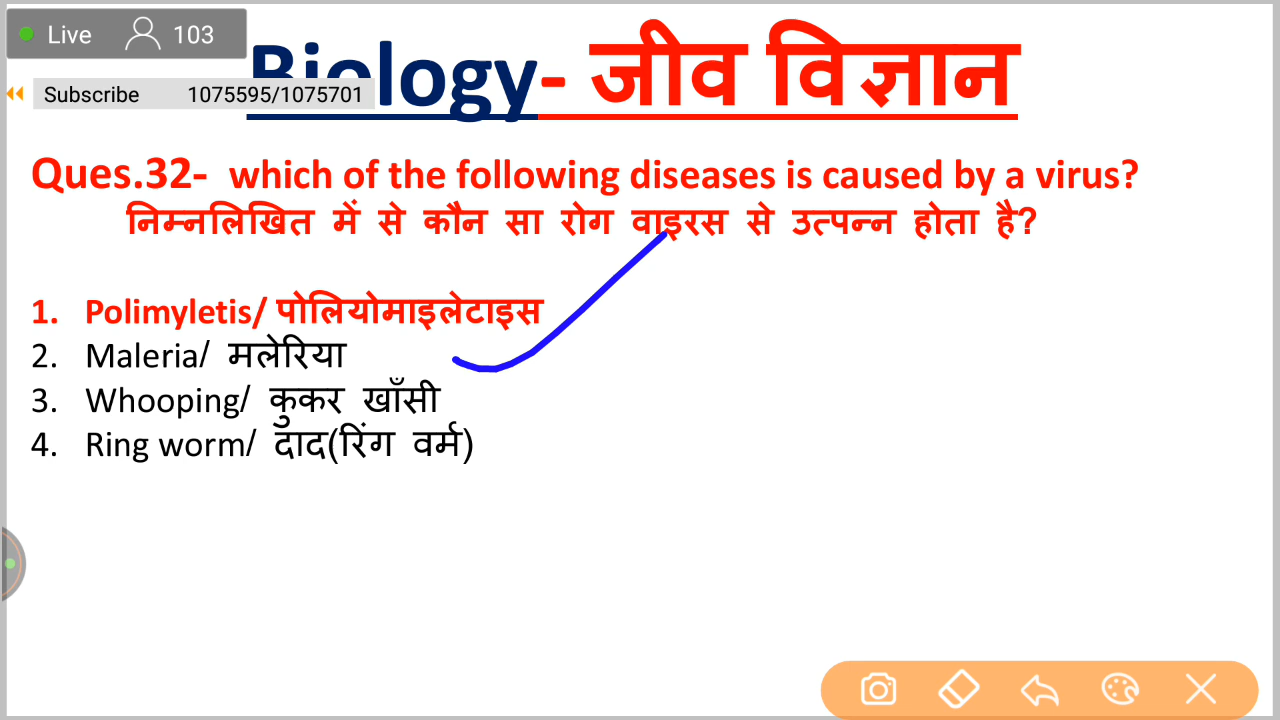 Live 103
Biology- जीव विज्ञान
Subscribe 1075595/1075701
Ques.32- which of the following diseases is caused by a virus?
निम्नलिखित में से कौन सा रोग वाइरस से उत्पन्न होता है?
1. Polimyletis/ पोलियोमाइलेटाइस
2. Maleria/ मलेरिया
3. Whooping/ कुकर खाँसी
4. Ring worm/ दाद(रिंग वर्म)